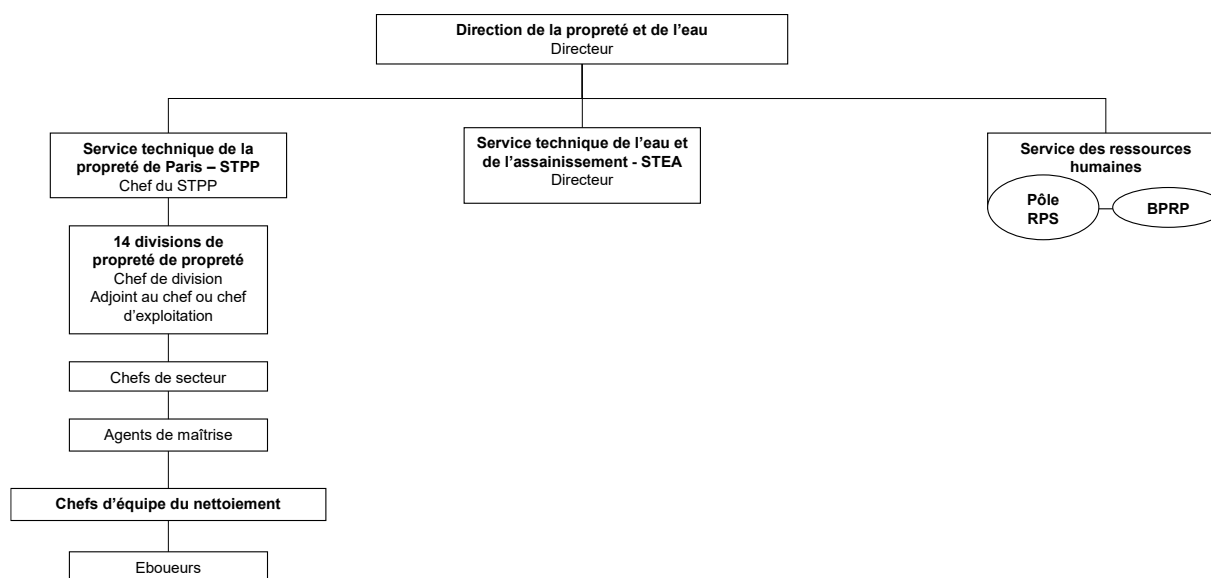 Direction de la propreté et de l’eau
Directeur
Service technique de la
propreté de Paris – STPP
Chef du STPP
Service technique de l’eau et
de l’assainissement - STEA
Directeur
Service des ressources
humaines
Pôle
RPS
BPRP
14 divisions de
propreté de propreté
Chef de division
Adjoint au chef ou chef
d’exploitation
Chefs de secteur
Agents de maîtrise
Chefs d’équipe du nettoiement
Eboueurs